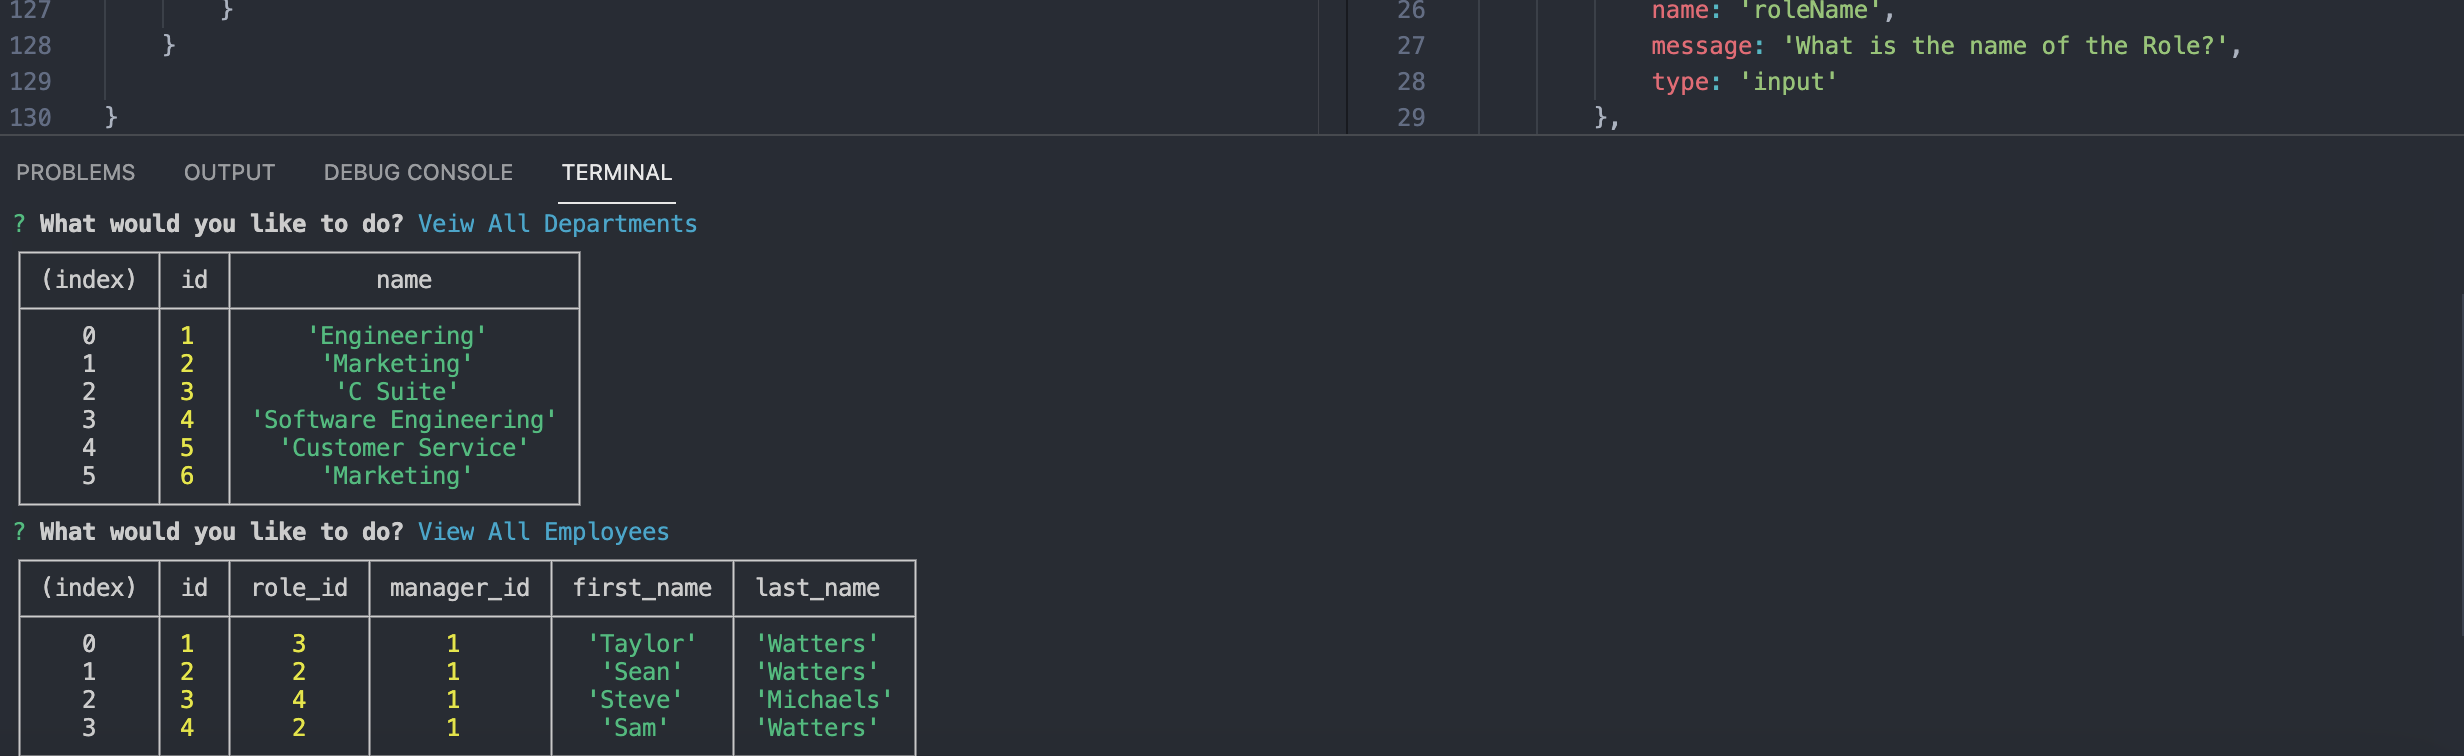 127 }
128 }
129
130 }
26 name: 'roleName',
27 message: 'What is the name of the Role?',
28 type: 'input'
29 },
PROBLEMS OUTPUT DEBUG CONSOLE TERMINAL
? What would you like to do? Veiw All Departments
(index) id name
0 1 'Engineering'
1 2 'Marketing'
2 3 'C Suite'
3 4 'Software Engineering'
4 5 'Customer Service'
5 6 'Marketing'
? What would you like to do? View All Employees
(index) id role_id manager_id first_name last_name
0 1 3 1 'Taylor' 'Watters'
1 2 2 1 'Sean' 'Watters'
2 3 4 1 'Steve' 'Michaels'
3 4 2 1 'Sam' 'Watters'